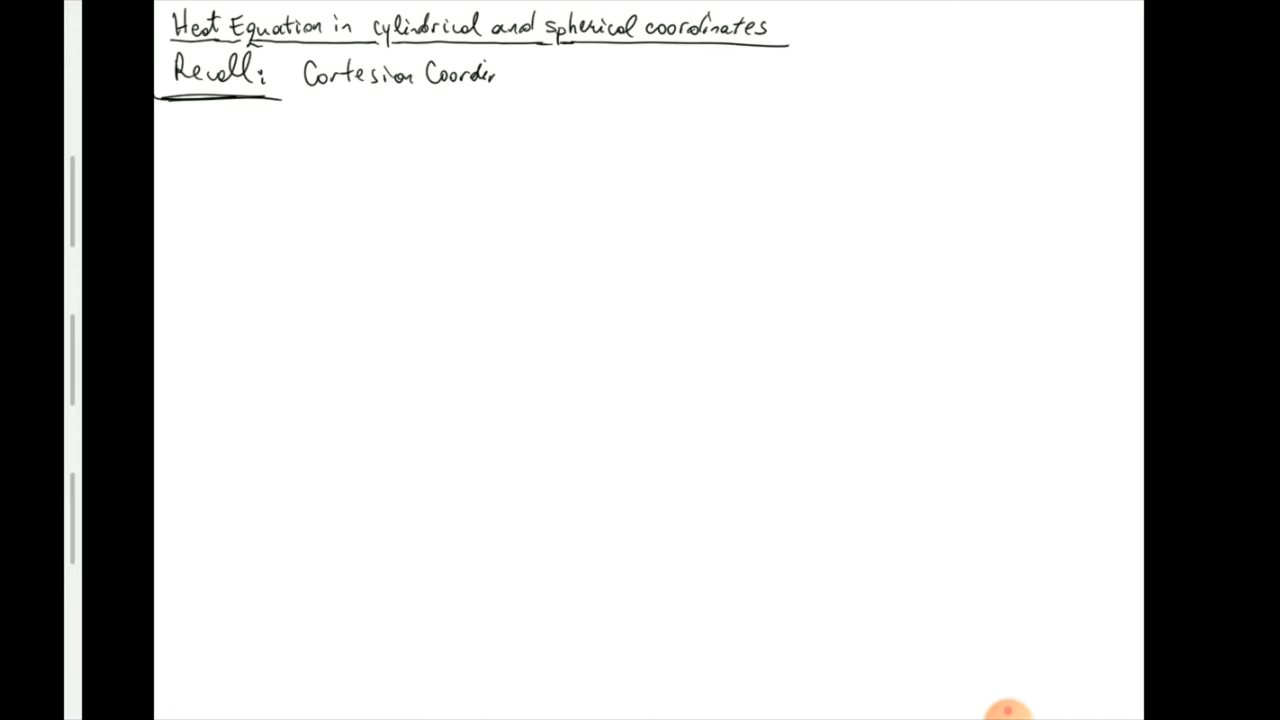 Heat Equation in cylindrical and spherical coordinates
Recall: Cartesian Coordin